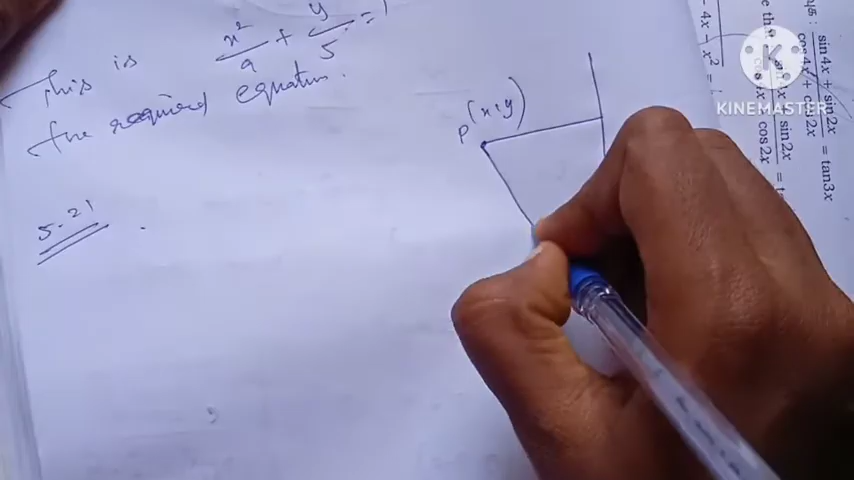 This is x²/9 + y/5 = 1
the required equation.
P(x,y)
5.21
KINEMASTER
sin4x + sin2x
cos4x + cos2x
= tan3x